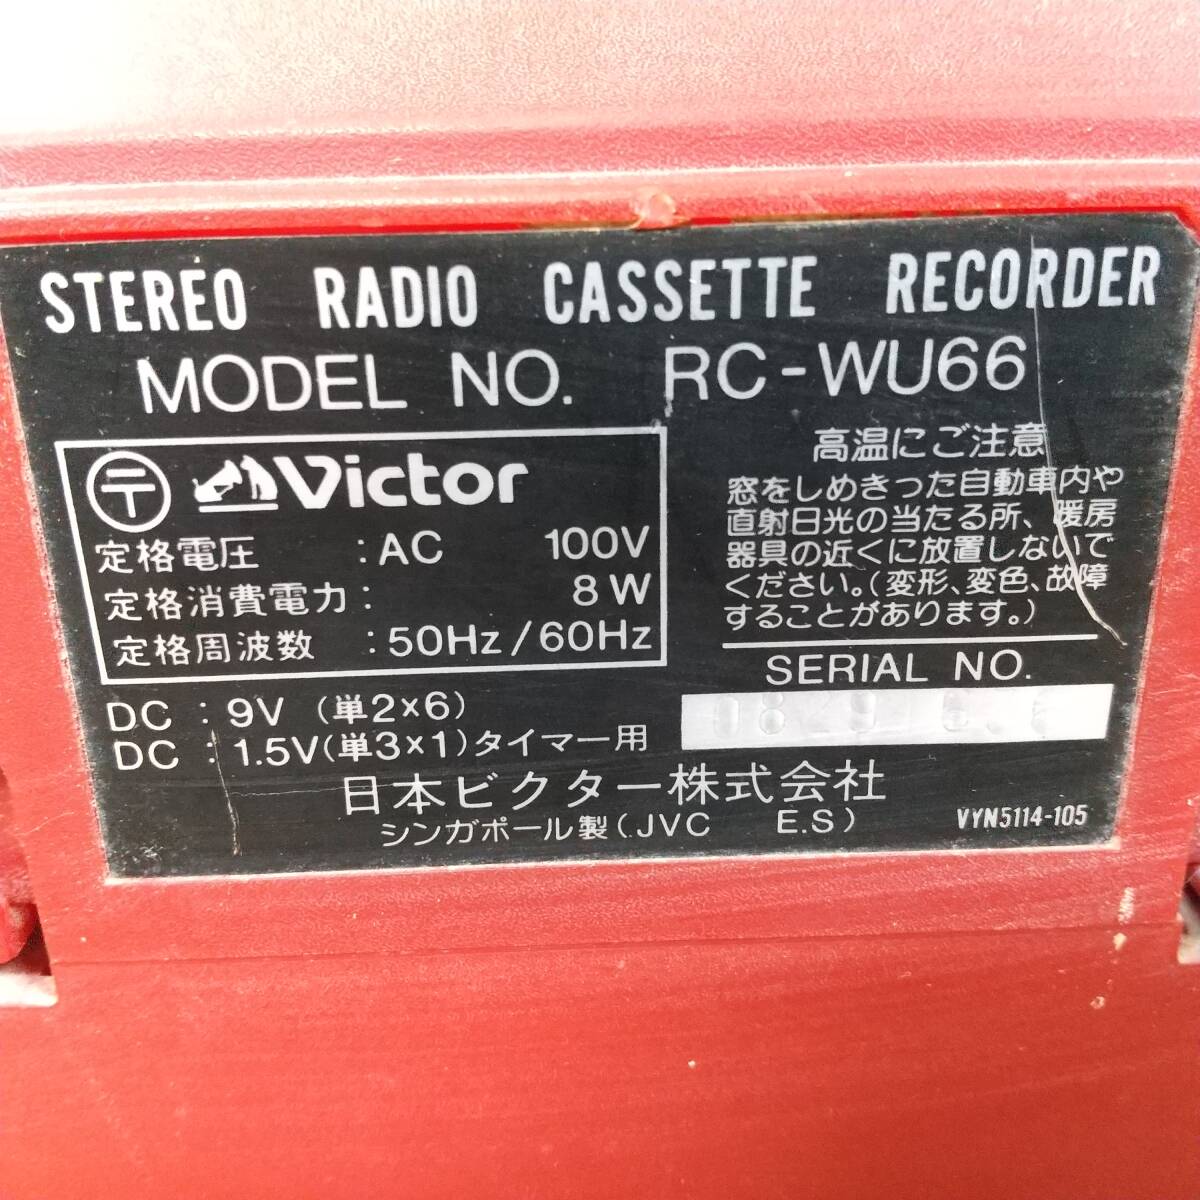 STEREO RADIO CASSETTE RECORDER
MODEL NO. RC-WU66
〒 Victor
定格電圧 : AC 100V
定格消費電力 : 8W
定格周波数 : 50Hz/60Hz
DC : 9V (単2×6)
DC : 1.5V(単3×1)タイマー用
高温にご注意
窓をしめきった自動車内や
直射日光の当たる所、暖房
器具の近くに放置しないで
ください。(変形、変色、故障
することがあります。)
SERIAL NO.
日本ビクター株式会社
シンガポール製(JVC E.S)
VYN5114-105